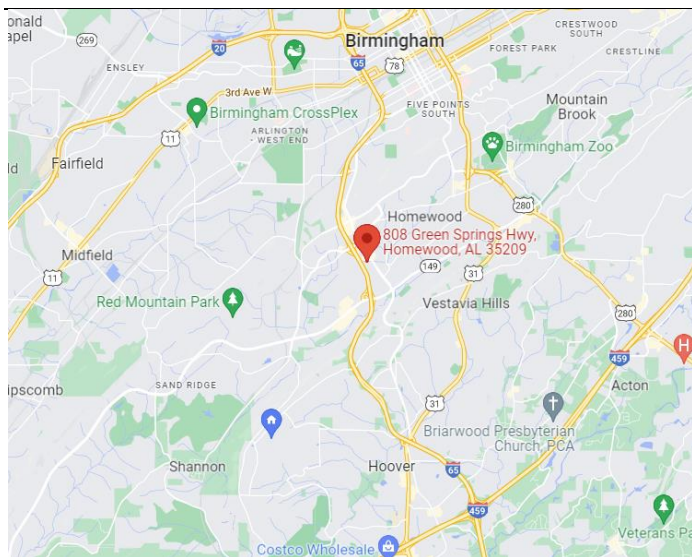 onald
apel
269
ENSLEY
20
65
Birmingham
78
CRESTWOOD
SOUTH
FOREST PARK
CRESTLINE
3rd Ave W
FIVE POINTS
SOUTH
Mountain
Brook
Birmingham CrossPlex
11
ARLINGTON
- WEST END
Birmingham Zoo
ld
Fairfield
280
Homewood
808 Green Springs Hwy,
Homewood, AL 35209
Midfield
11
149
31
Red Mountain Park
Vestavia Hills
280
H
459
ipscomb
SAND RIDGE
Acton
31
Briarwood Presbyterian
Church, PCA
Shannon
Hoover
65
459
Veterans Pa
Costco Wholesale